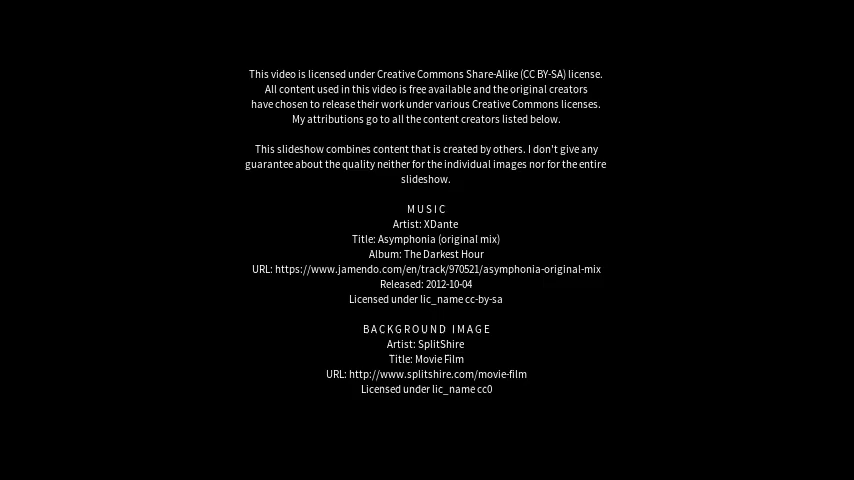 This video is licensed under Creative Commons Share-Alike (CC BY-SA) license.
All content used in this video is free available and the original creators
have chosen to release their work under various Creative Commons licenses.
My attributions go to all the content creators listed below.
This slideshow combines content that is created by others. I don't give any
guarantee about the quality neither for the individual images nor for the entire
slideshow.
MUSIC
Artist: XDante
Title: Asymphonia (original mix)
Album: The Darkest Hour
URL: https://www.jamendo.com/en/track/970521/asymphonia-original-mix
Released: 2012-10-04
Licensed under lic_name cc-by-sa
BACKGROUND IMAGE
Artist: SplitShire
Title: Movie Film
URL: http://www.splitshire.com/movie-film
Licensed under lic_name cc0